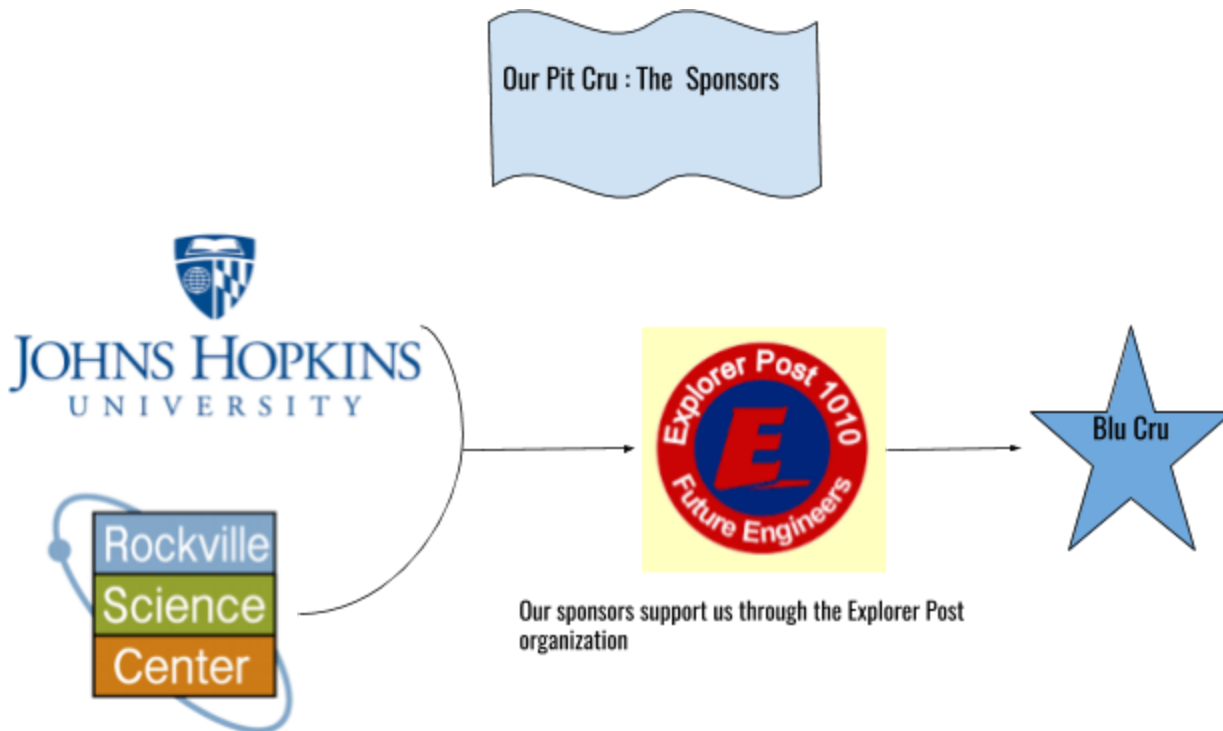 Our Pit Cru : The Sponsors
JOHNS HOPKINS
UNIVERSITY
Rockville
Science
Center
Explorer Post 1010
E
Future Engineers
Our sponsors support us through the Explorer Post
organization
Blu Cru